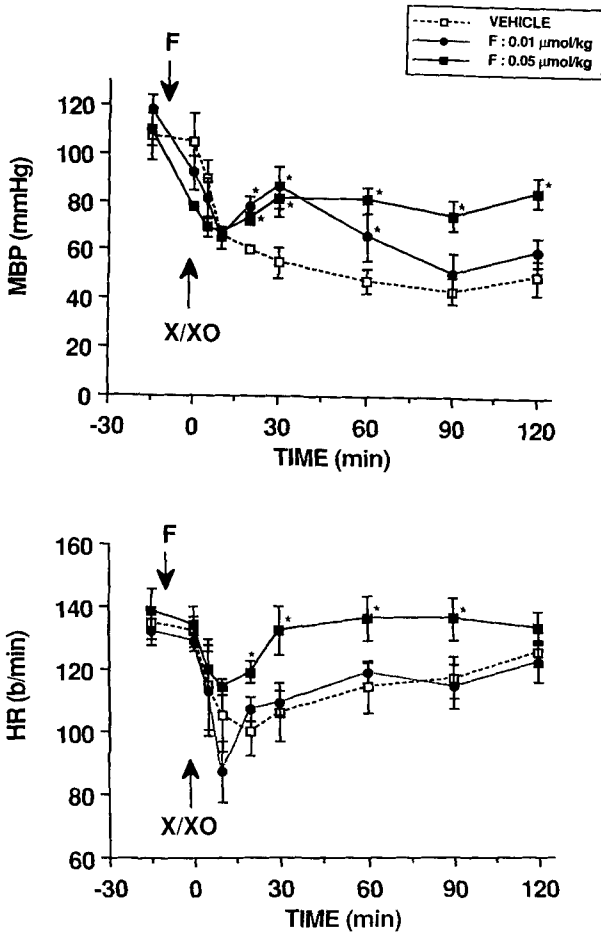 VEHICLE
F : 0.01 µmol/kg
F : 0.05 µmol/kg
F
120
100
80
60
40
20
0
MBP (mmHg)
* * * * * * * *
X/XO
-30 0 30 60 90 120
TIME (min)
F
160
140
120
100
80
60
HR (b/min)
* * * *
X/XO
-30 0 30 60 90 120
TIME (min)